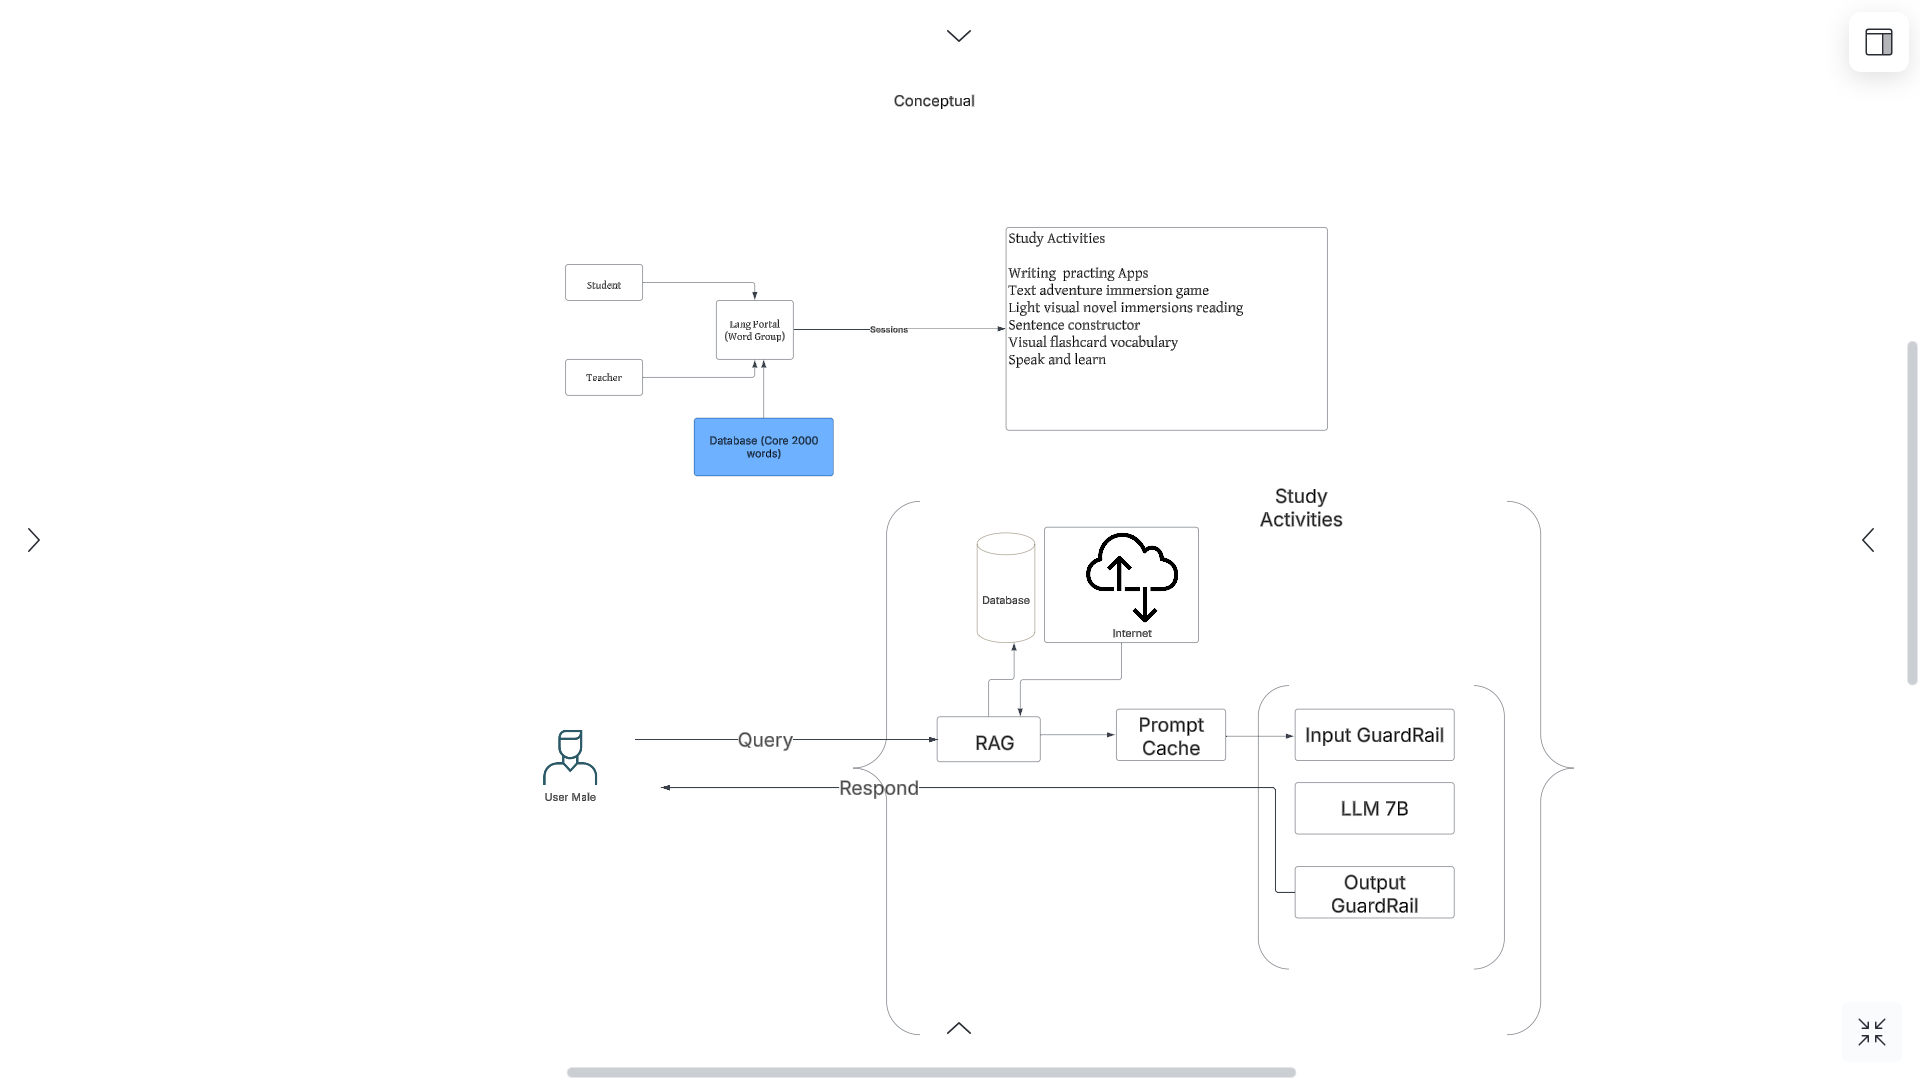 Conceptual
Student
Lang Portal
(Word Group)
Teacher
Database (Core 2000
words)
Sessions
Study Activities
Writing  practing Apps
Text adventure immersion game
Light visual novel immersions reading
Sentence constructor
Visual flashcard vocabulary
Speak and learn
Study
Activities
Database
Internet
Query
RAG
Prompt
Cache
Input GuardRail
User Male
Respond
LLM 7B
Output
GuardRail